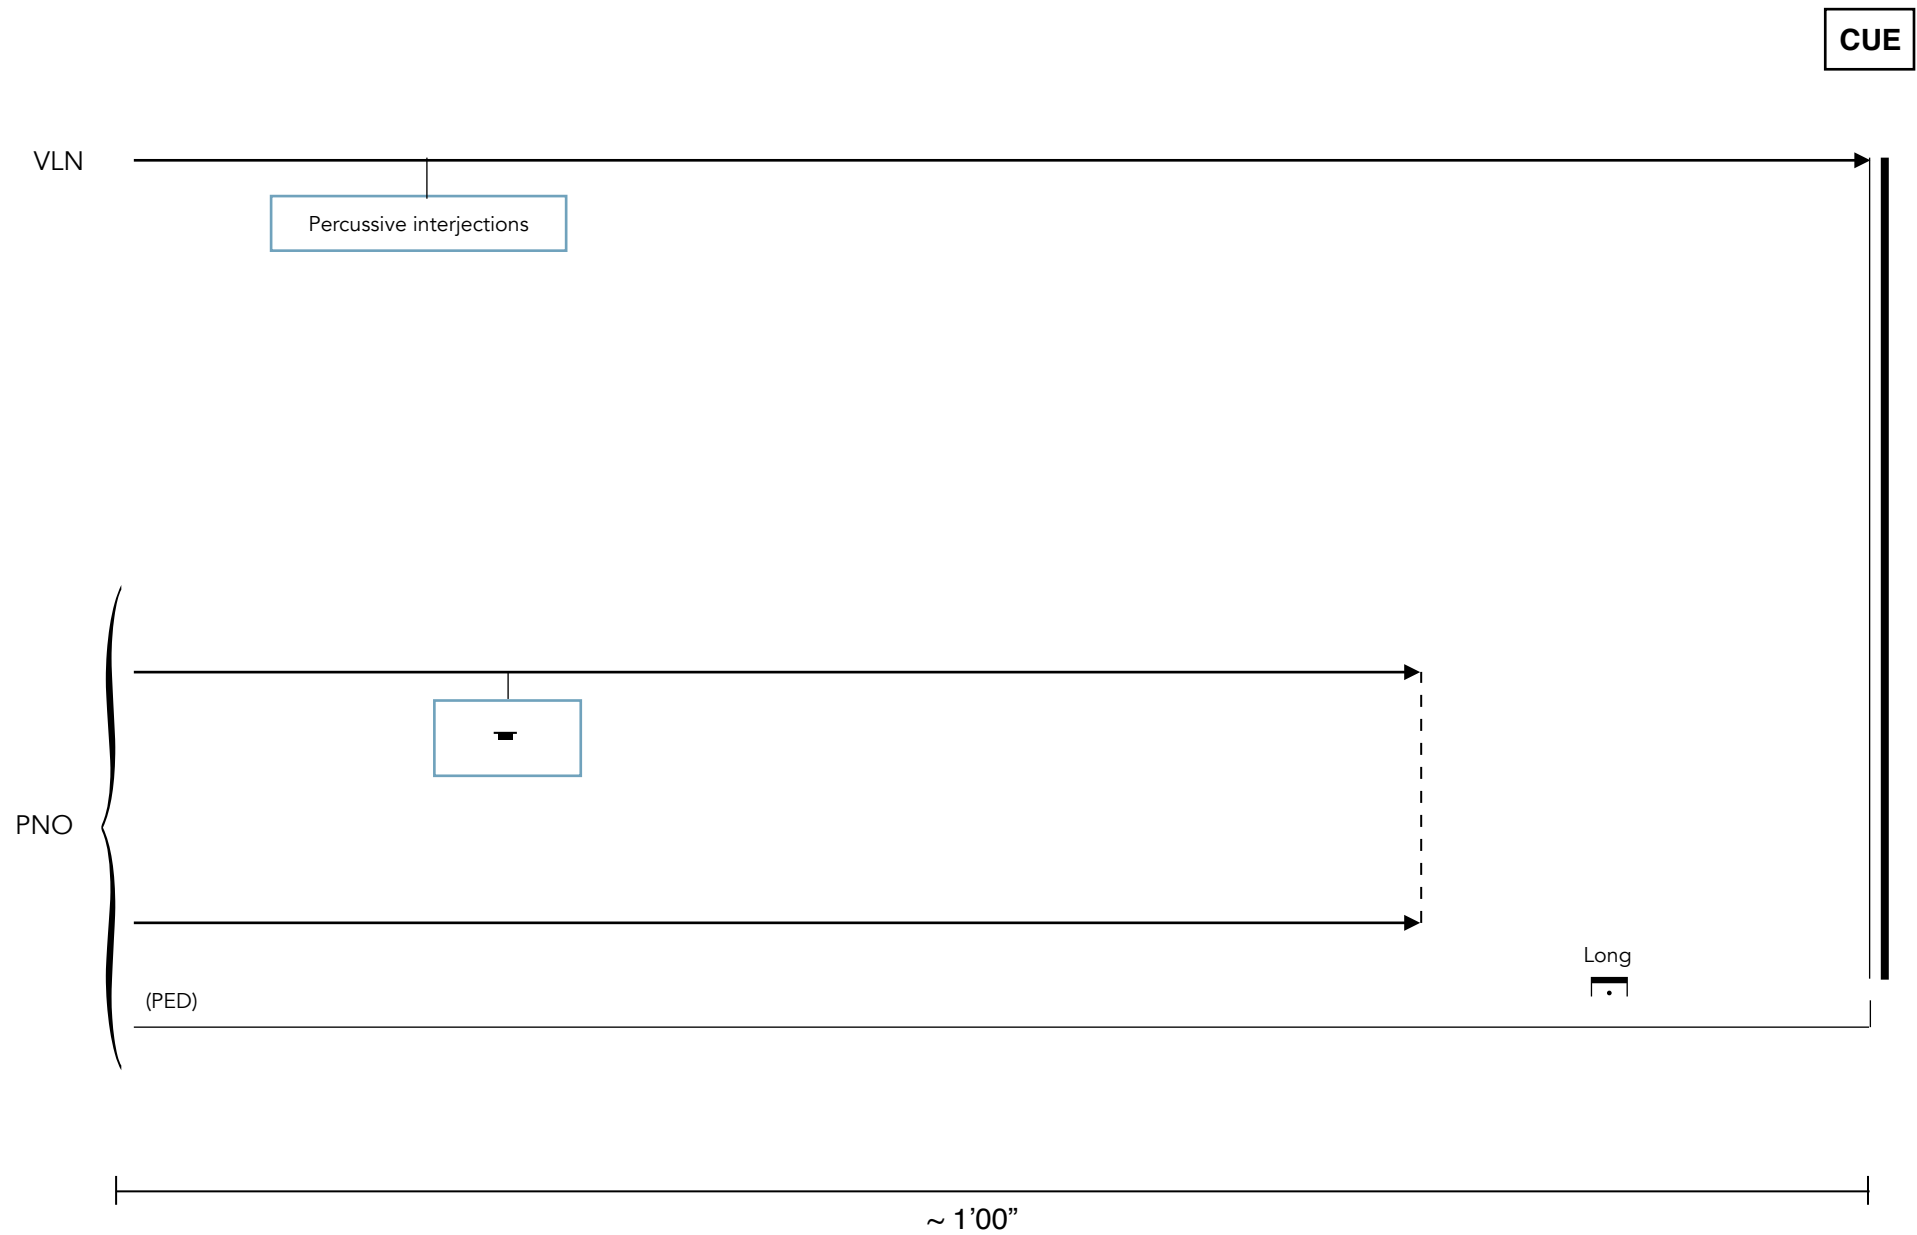 CUE
VLN
Percussive interjections
PNO
Long
(PED)
~ 1’00”